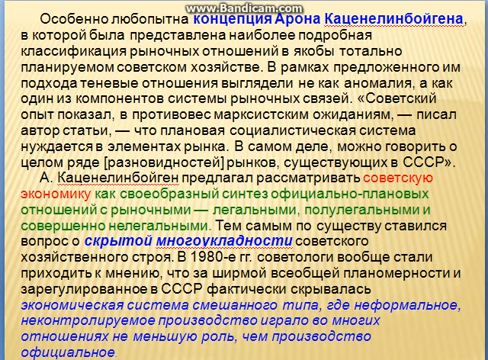 www.Bandicam.com
Особенно любопытна концепция Арона Каценелинбойгена,
в которой была представлена наиболее подробная
классификация рыночных отношений в якобы тотально
планируемом советском хозяйстве. В рамках предложенного им
подхода теневые отношения выглядели не как аномалия, а как
один из компонентов системы рыночных связей. «Советский
опыт показал, в противовес марксистским ожиданиям, — писал
автор статьи, — что плановая социалистическая система
нуждается в элементах рынка. В самом деле, можно говорить о
целом ряде [разновидностей] рынков, существующих в СССР».
А. Каценелинбойген предлагал рассматривать советскую
экономику как своеобразный синтез официально-плановых
отношений с рыночными — легальными, полулегальными и
совершенно нелегальными. Тем самым по существу ставился
вопрос о скрытой многоукладности советского
хозяйственного строя. В 1980-е гг. советологи вообще стали
приходить к мнению, что за ширмой всеобщей планомерности и
зарегулированное в СССР фактически скрывалась
экономическая система смешанного типа, где неформальное,
неконтролируемое производство играло во многих
отношениях не меньшую роль, чем производство
официальное